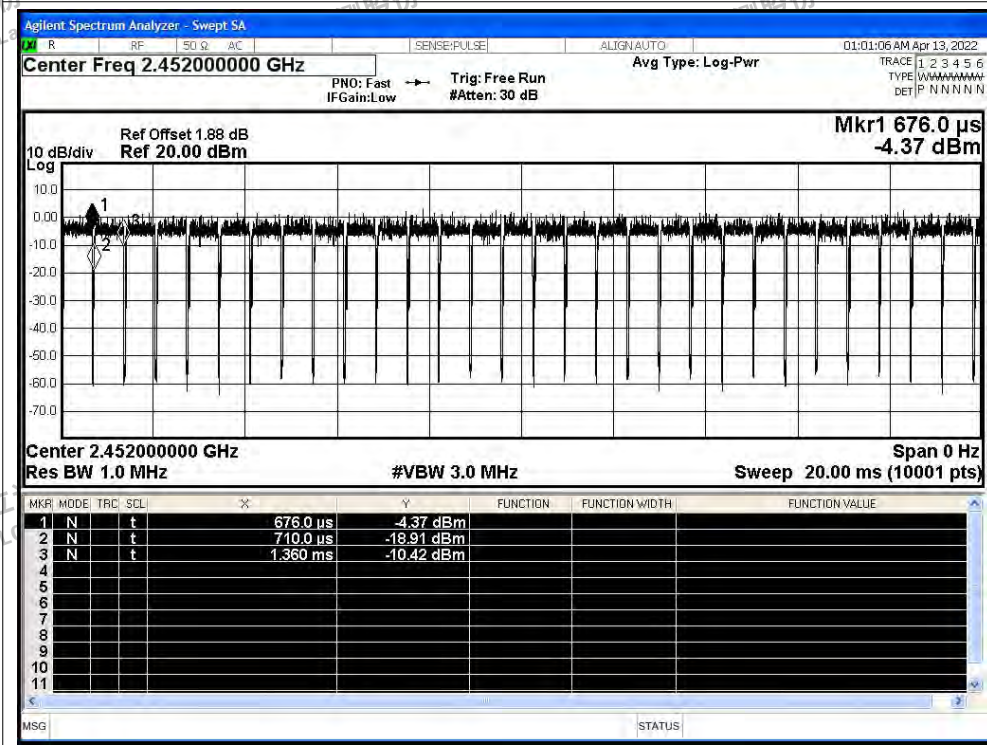 Agilent Spectrum Analyzer - Swept SA
LXI R RF 50 Ω AC SENSE:PULSE ALIGN AUTO 01:01:06 AM Apr 13, 2022
Center Freq 2.452000000 GHz
Avg Type: Log-Pwr
TRACE 1 2 3 4 5 6
PNO: Fast Trig: Free Run
TYPE WWWWWW
IFGain:Low #Atten: 30 dB
DET P N N N N N
Mkr1 676.0 µs
Ref Offset 1.88 dB
-4.37 dBm
10 dB/div Ref 20.00 dBm
Log
10.0
0.00
-10.0
-20.0
-30.0
-40.0
-50.0
-60.0
-70.0
1
2
3
Center 2.452000000 GHz Span 0 Hz
Res BW 1.0 MHz #VBW 3.0 MHz Sweep 20.00 ms (10001 pts)
MKR MODE TRC SCL X Y FUNCTION FUNCTION WIDTH FUNCTION VALUE
1 N t 676.0 µs -4.37 dBm
2 N t 710.0 µs -18.91 dBm
3 N t 1.360 ms -10.42 dBm
4
5
6
7
8
9
10
11
MSG STATUS